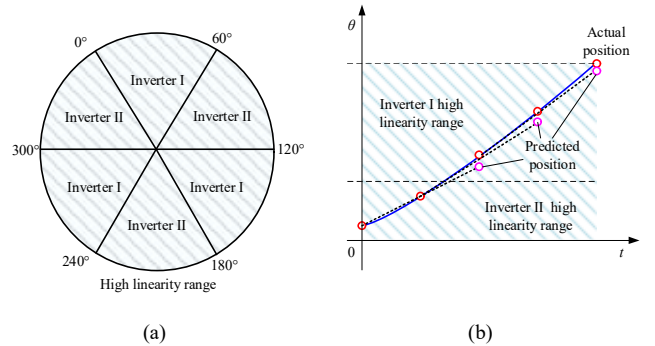 0°
60°
Inverter I
Inverter II
Inverter II
300°
120°
Inverter I
Inverter I
Inverter II
240°
180°
High linearity range
(a)
θ
Actual
position
Inverter I high
linearity range
Predicted
position
Inverter II high
linearity range
0
t
(b)